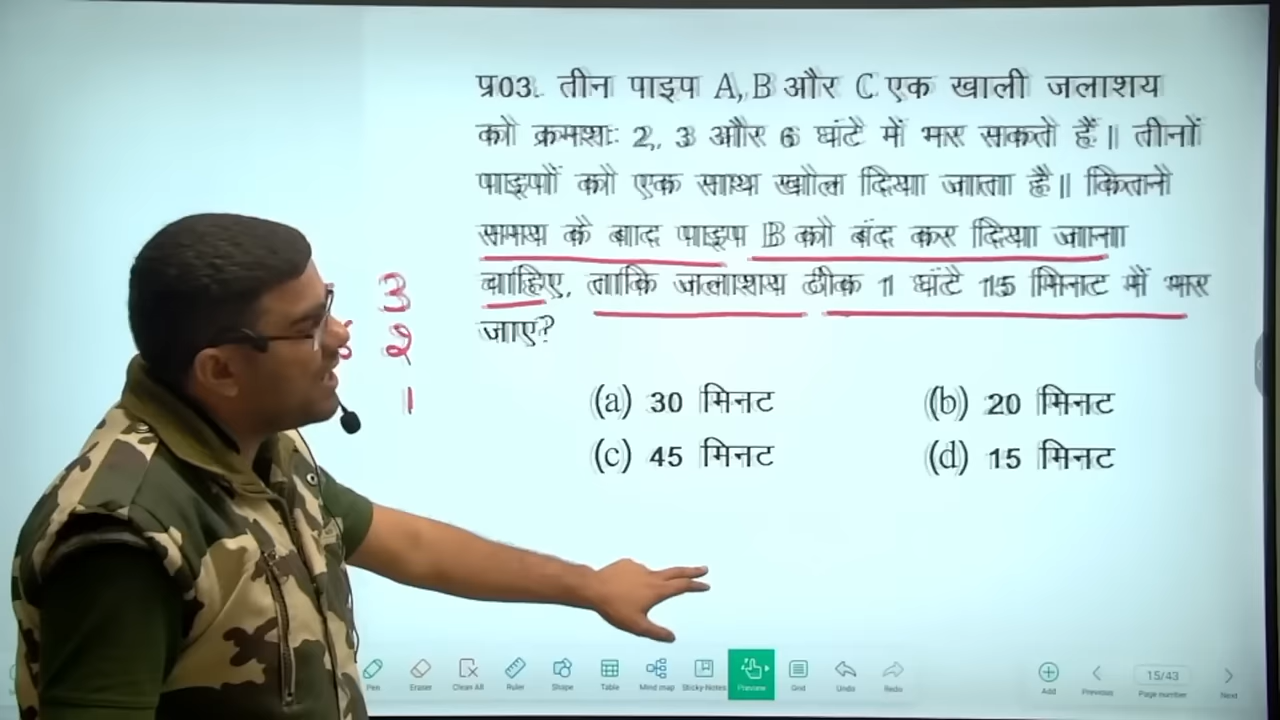 प्र03. तीन पाइप A, B और C एक खाली जलाशय
को क्रमशः 2, 3 और 6 घंटे में भर सकते हैं। तीनों
पाइपों को एक साथ खोल दिया जाता है। कितने
समय के बाद पाइप B को बंद कर दिया जाना
चाहिए, ताकि जलाशय ठीक 1 घंटे 15 मिनट में भर
जाए?
3
2
1
(a) 30 मिनट (b) 20 मिनट
(c) 45 मिनट (d) 15 मिनट
Pen Eraser Clean All Ruler Shape Table Mind map Sticky Notes Preview Grid Undo Redo Add Previous 15/43 Page number Next